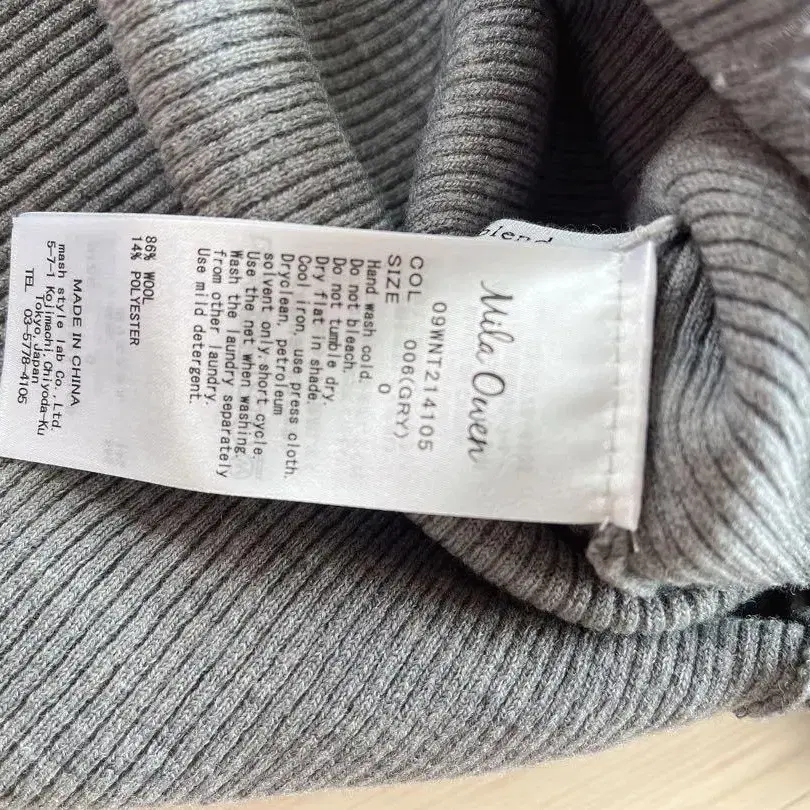 Mila Owen
09WNT214105
COL 006(GRY)
SIZE 0
Hand wash cold.
Do not bleach.
Do not tumble dry.
Dry flat in shade.
Cool iron, use press cloth.
Dryclean, petroleum
solvent only.short cycle.
Use the net when washing.
Wash the laundry separately
from other laundry.
Use mild detergent.
86% WOOL
14% POLYESTER
MADE IN CHINA
mash style lab Co., Ltd.
5-7-1 Kojimachi, Chiyoda-Ku
Tokyo, Japan
TEL 03-5778-4106
blend